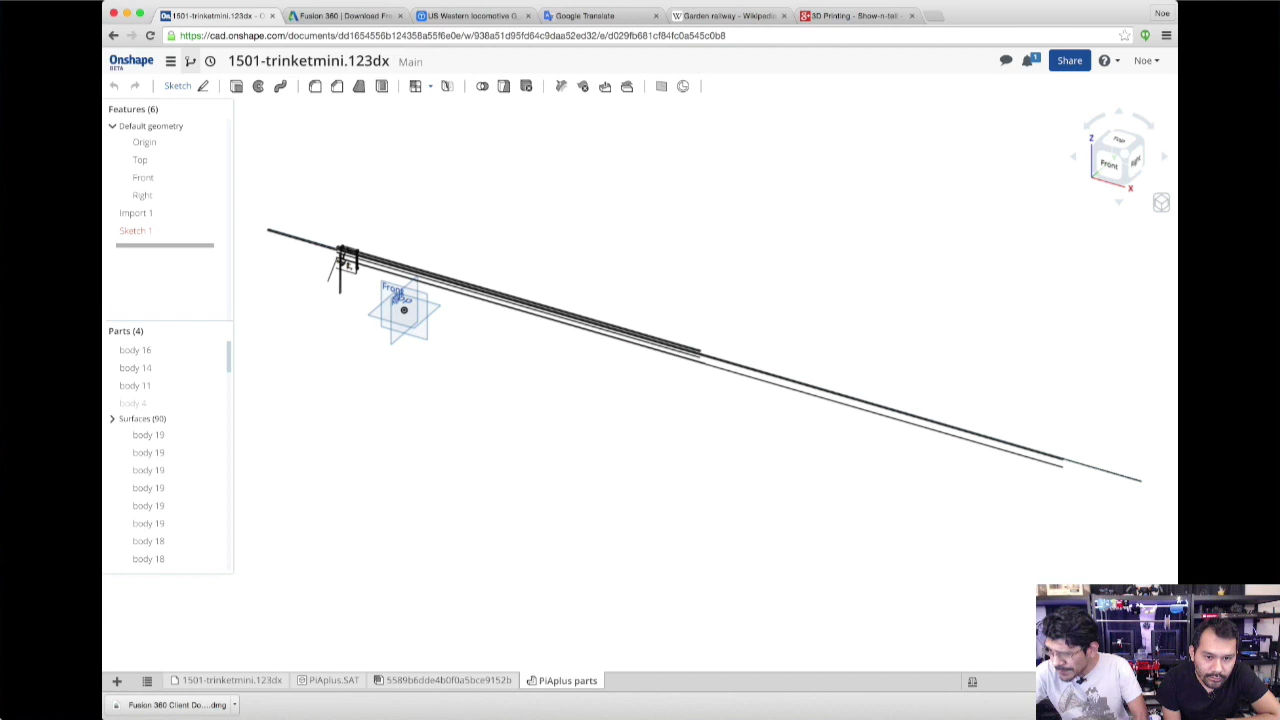 1501-trinketmini.123dx - O
Fusion 360 | Download Fre
US Western locomotive G
Google Translate
Garden railway - Wikipedia
3D Printing - Show-n-tell -
Noe
https://cad.onshape.com/documents/dd1654556b124358a55f6e0e/w/938a51d95fd64c9daa52ed32/e/d029fb681cf84fc0a545c0b8
Onshape
BETA
1501-trinketmini.123dx
Main
1
Share
Noe
Sketch
Features (6)
Default geometry
Origin
Top
Front
Right
Import 1
Sketch 1
Parts (4)
body 16
body 14
body 11
body 4
Surfaces (90)
body 19
body 19
body 19
body 19
body 19
body 19
body 18
body 18
Front
Z
Front
Right
X
1501-trinketmini.123dx
PiAplus.SAT
5589b6dde4b0f0a5bce9152b
PiAplus parts
Fusion 360 Client Do....dmg